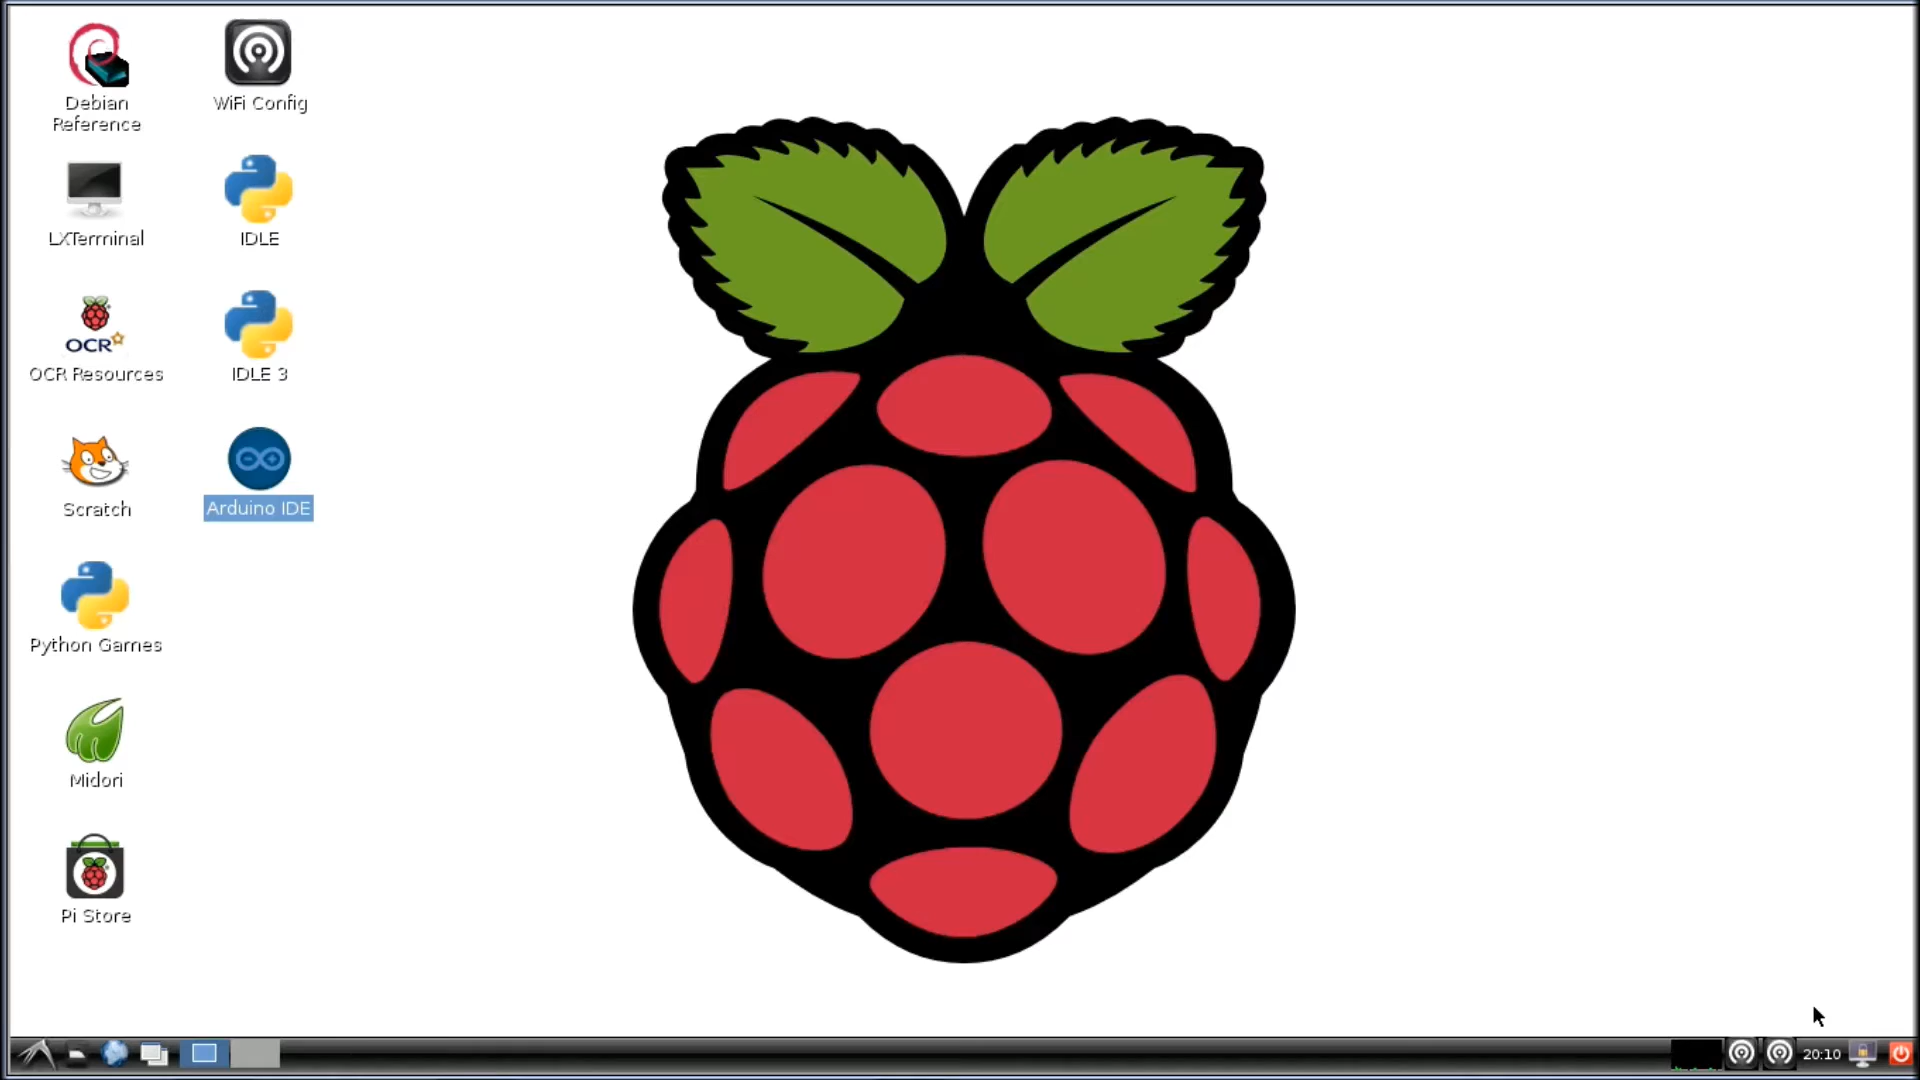 Debian
Reference
WiFi Config
LXTerminal
IDLE
OCR
OCR Resources
IDLE 3
Scratch
Arduino IDE
Python Games
Midori
Pi Store
20:10